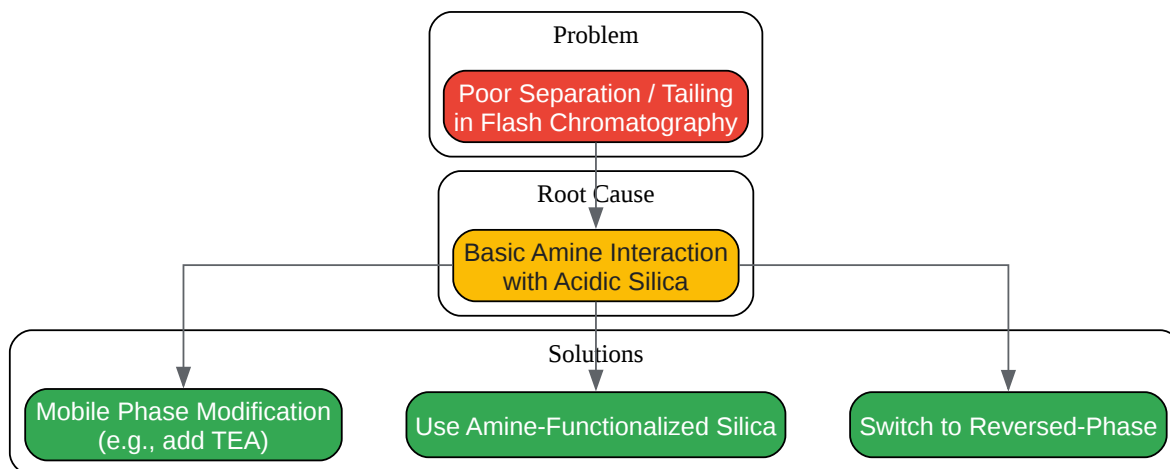 Problem
Poor Separation / Tailing
in Flash Chromatography
Root Cause
Basic Amine Interaction
with Acidic Silica
Solutions
Mobile Phase Modification
(e.g., add TEA)
Use Amine-Functionalized Silica
Switch to Reversed-Phase